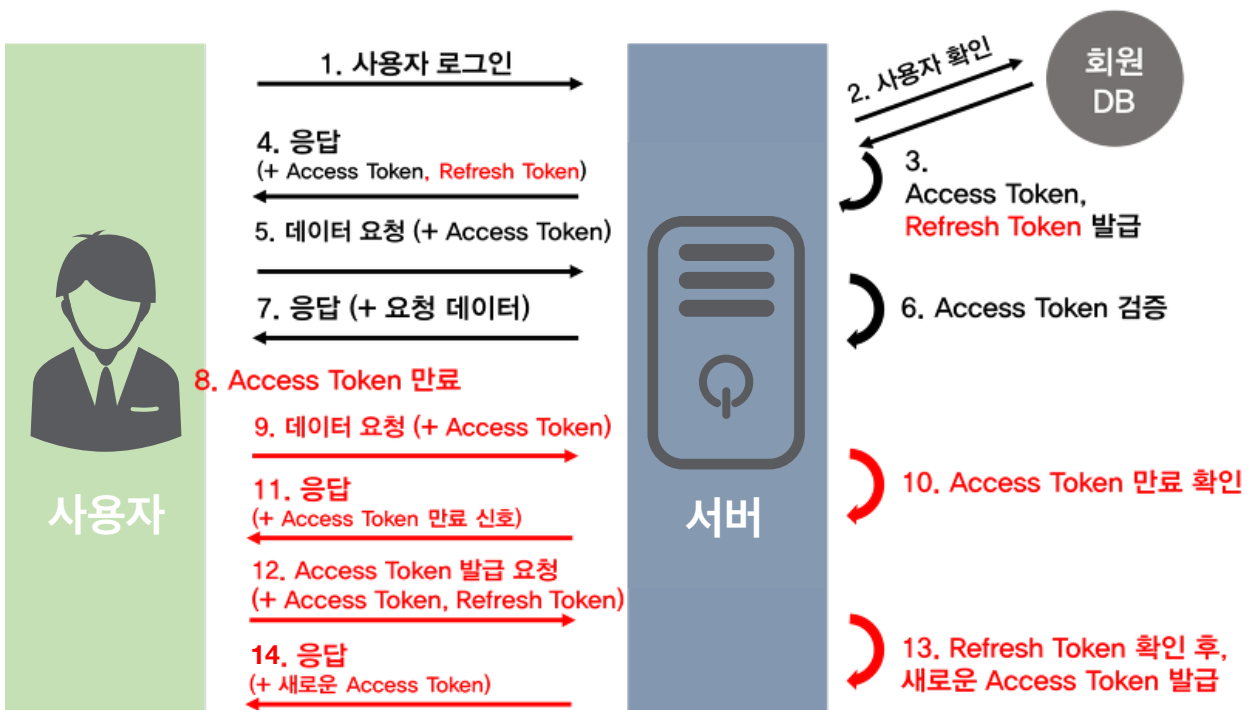 1. 사용자 로그인
2. 사용자 확인
회원
DB
3.
Access Token,
Refresh Token 발급
4. 응답
(+ Access Token, Refresh Token)
5. 데이터 요청 (+ Access Token)
6. Access Token 검증
7. 응답 (+ 요청 데이터)
8. Access Token 만료
9. 데이터 요청 (+ Access Token)
10. Access Token 만료 확인
11. 응답
(+ Access Token 만료 신호)
12. Access Token 발급 요청
(+ Access Token, Refresh Token)
13. Refresh Token 확인 후,
새로운 Access Token 발급
14. 응답
(+ 새로운 Access Token)
사용자
서버